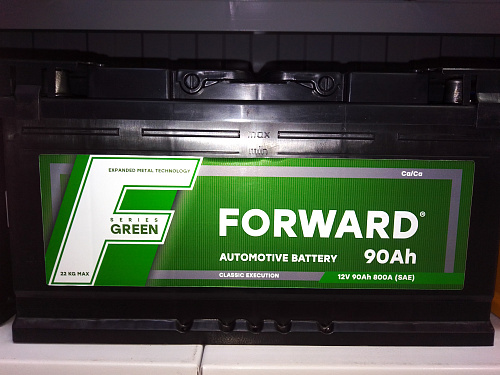 max
min
EXPANDED METAL TECHNOLOGY
Ca/Ca
F
SERIES
GREEN
FORWARD®
AUTOMOTIVE BATTERY 90Ah
22 KG MAX
CLASSIC EXECUTION
12V 90Ah 800A (SAE)